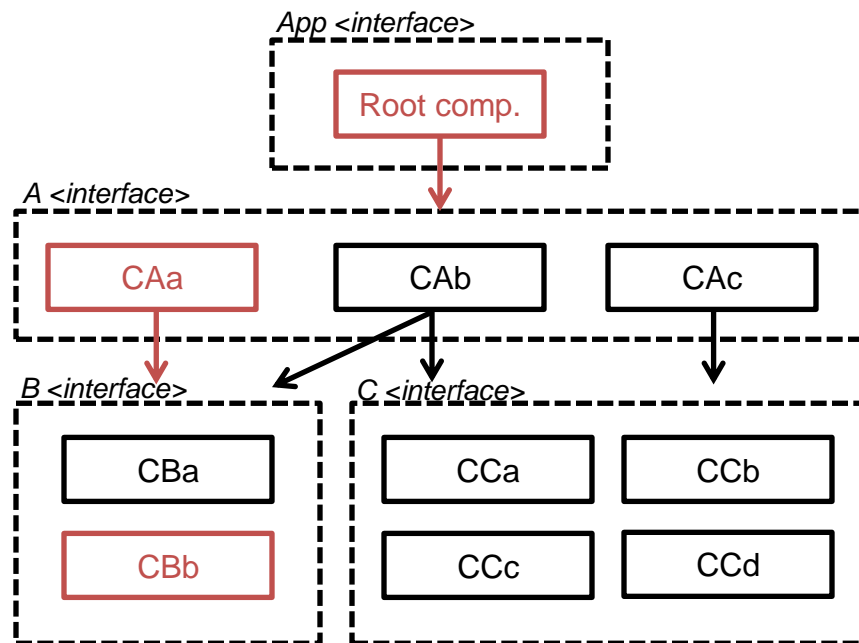 App <interface>
Root comp.
A <interface>
CAa
CAb
CAc
B <interface>
C <interface>
CBa
CCa
CCb
CBb
CCc
CCd